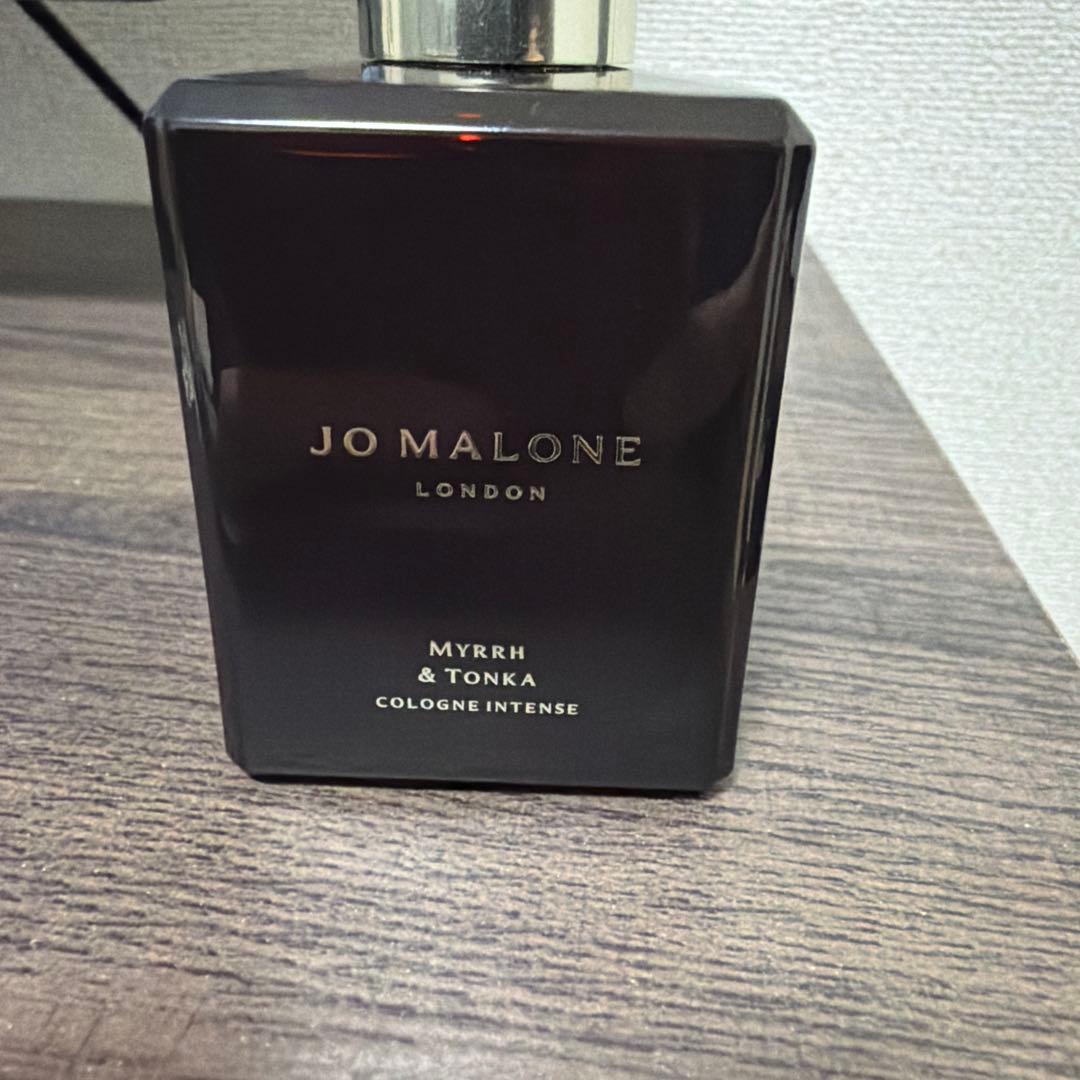 JO MALONE
LONDON
MYRRH
& TONKA
COLOGNE INTENSE